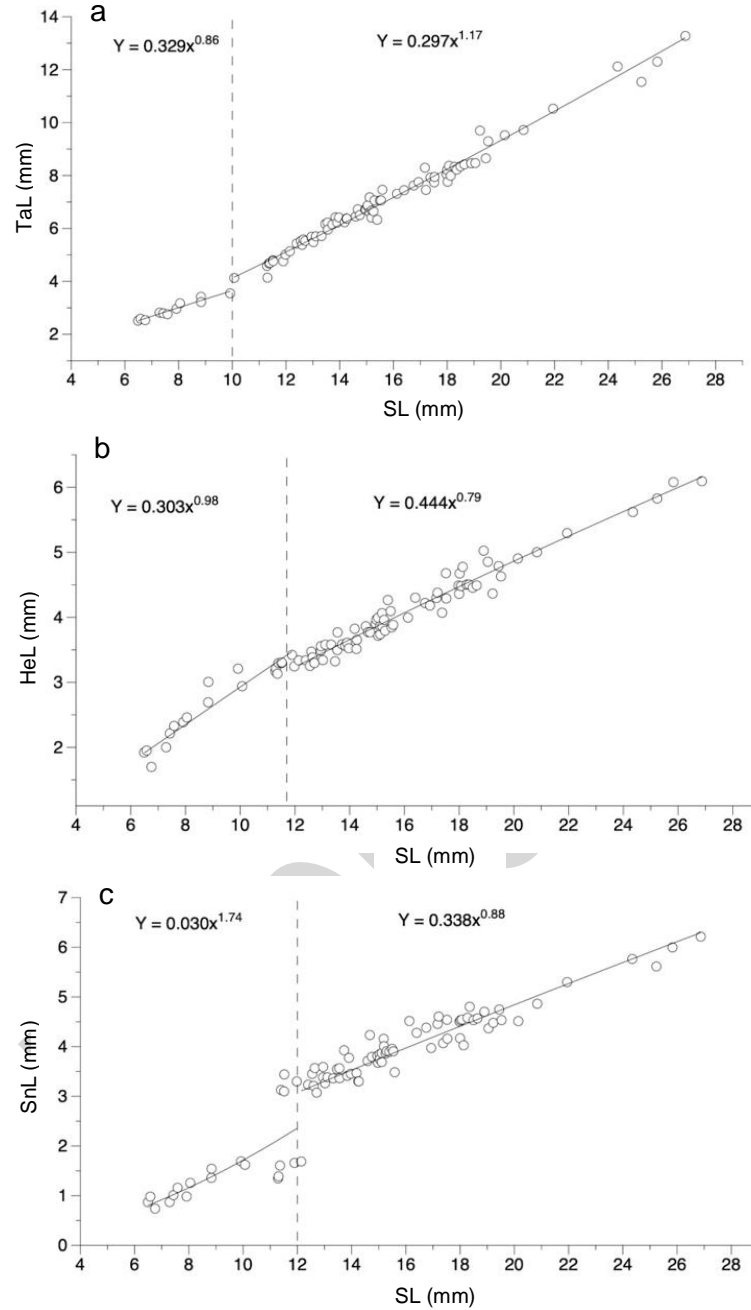 a
Y = 0.329x^0.86
Y = 0.297x^1.17
14
12
10
8
6
4
2
TaL (mm)
4 6 8 10 12 14 16 18 20 22 24 26 28
SL (mm)
b
Y = 0.303x^0.98
Y = 0.444x^0.79
6
5
4
3
2
HeL (mm)
4 6 8 10 12 14 16 18 20 22 24 26 28
SL (mm)
c
Y = 0.030x^1.74
Y = 0.338x^0.88
7
6
5
4
3
2
1
0
SnL (mm)
4 6 8 10 12 14 16 18 20 22 24 26 28
SL (mm)